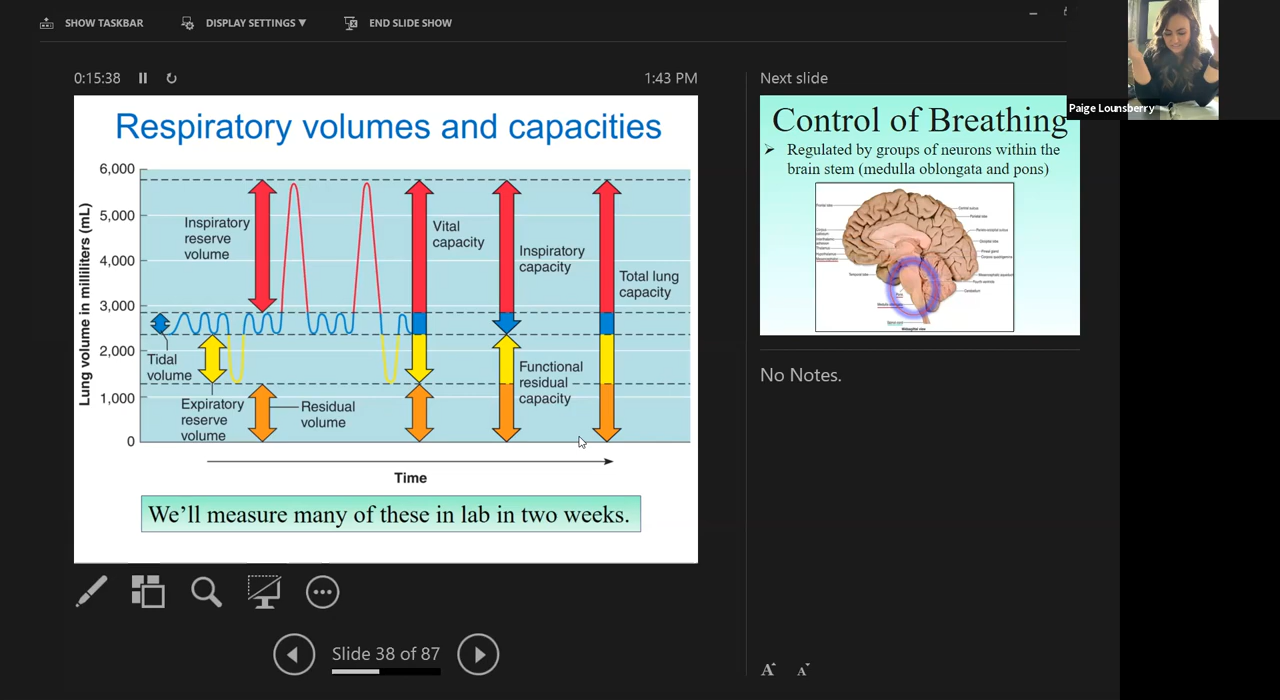 SHOW TASKBAR
DISPLAY SETTINGS ▼
END SLIDE SHOW
0:15:38
1:43 PM
Next slide
Paige Lounsberry
Respiratory volumes and capacities
Lung volume in milliliters (mL)
6,000
5,000
4,000
3,000
2,000
1,000
0
Inspiratory
reserve
volume
Vital
capacity
Inspiratory
capacity
Total lung
capacity
Tidal
volume
Expiratory
reserve
volume
Residual
volume
Functional
residual
capacity
Time
We’ll measure many of these in lab in two weeks.
Control of Breathing
➢ Regulated by groups of neurons within the
brain stem (medulla oblongata and pons)
No Notes.
Slide 38 of 87
A A